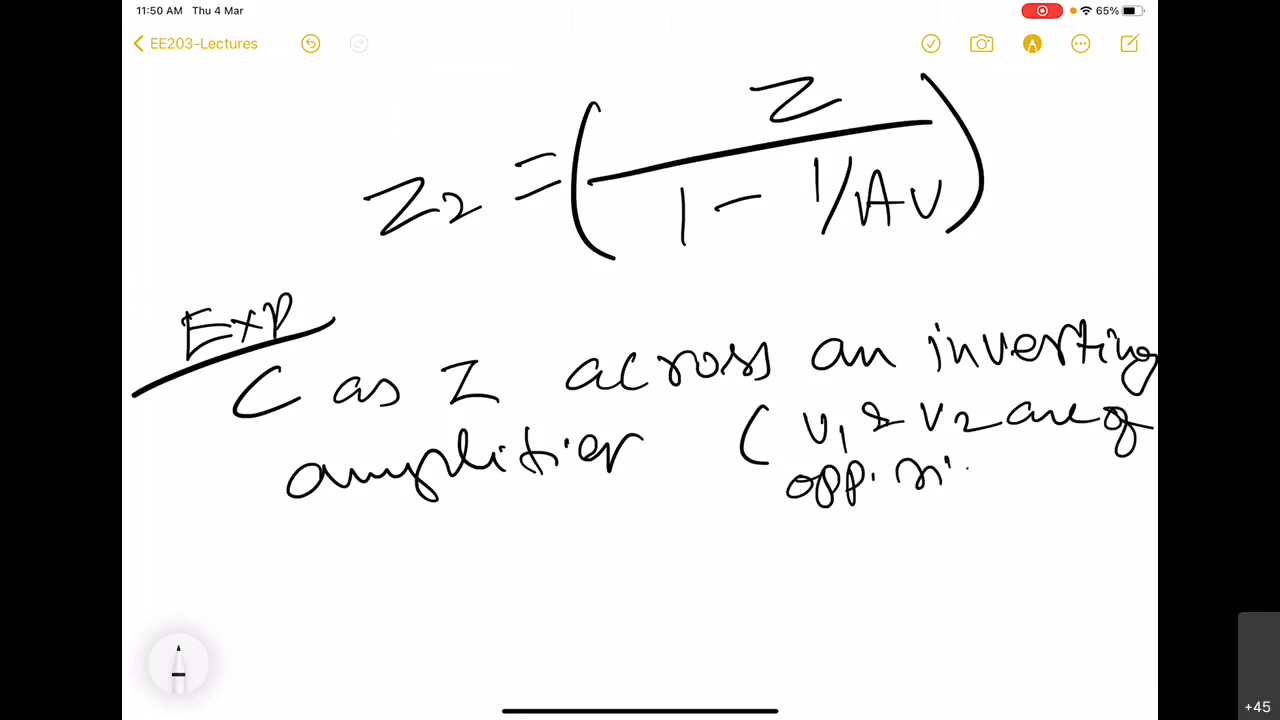 11:50 AM Thu 4 Mar
65%
EE203-Lectures
Z2 = (Z / (1 - 1/AV))
EXP
C as Z across an inverting
amplifier ( v1 & v2 are of
opp.
+45